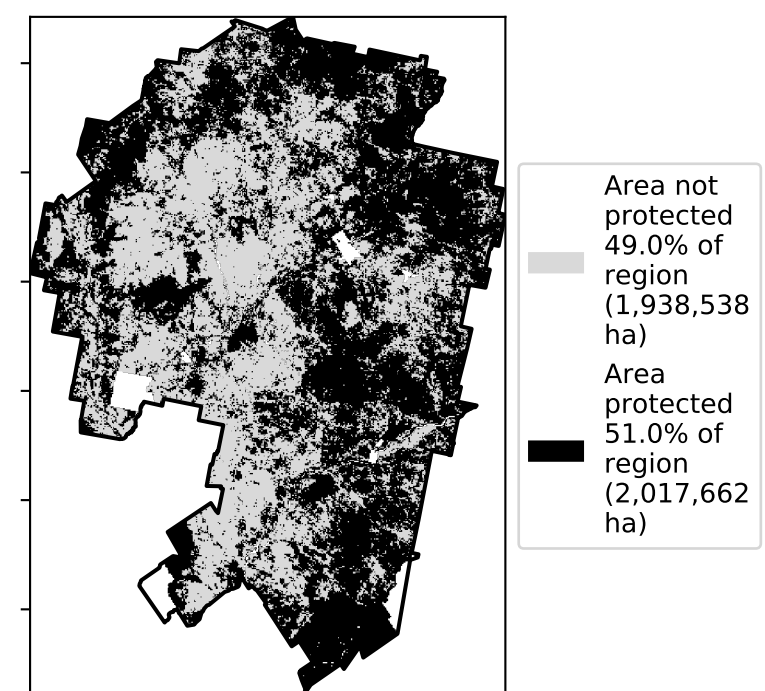 Area not
protected
49.0% of
region
(1,938,538
ha)
Area
protected
51.0% of
region
(2,017,662
ha)